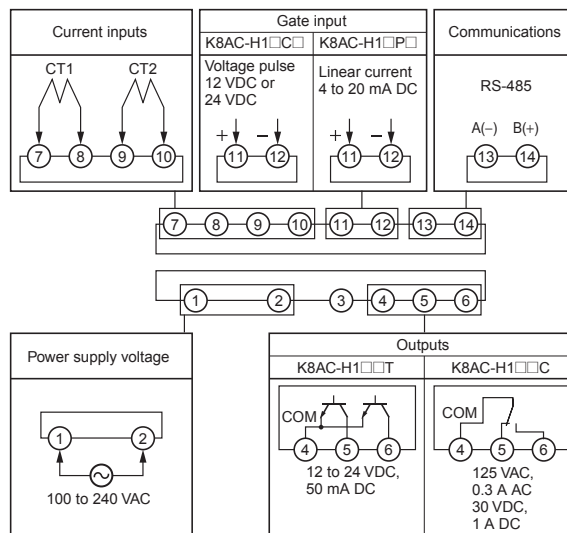 Current inputs
CT1 CT2
7 8 9 10
Gate input
K8AC-H1□C□
Voltage pulse
12 VDC or
24 VDC
+ −
11 12
K8AC-H1□P□
Linear current
4 to 20 mA DC
+ −
11 12
Communications
RS-485
A(−) B(+)
13 14
7 8 9 10 11 12 13 14
1 2 3 4 5 6
Power supply voltage
1 2
100 to 240 VAC
Outputs
K8AC-H1□□T
COM
4 5 6
12 to 24 VDC,
50 mA DC
K8AC-H1□□C
COM
4 5 6
125 VAC,
0.3 A AC
30 VDC,
1 A DC